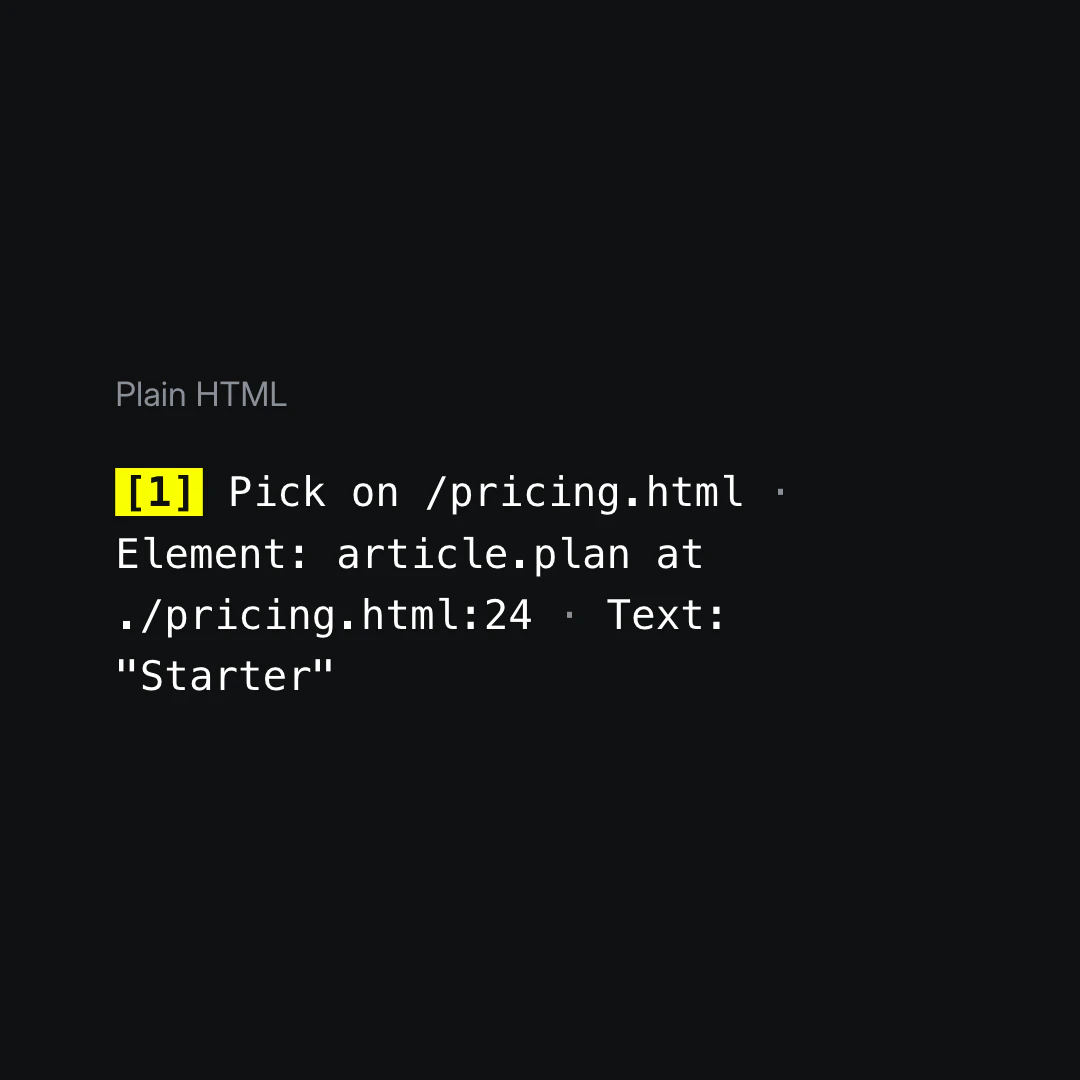 Plain HTML
[1] Pick on /pricing.html ·
Element: article.plan at
./pricing.html:24 · Text:
"Starter"